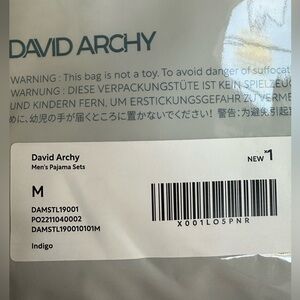 DAVID ARCHY
WARNING : This bag is not a toy. To avoid danger of suffocat
WARNUNG : DIESE VERPACKUNGSTÜTE IST KEIN SPIELZEUG
UND KINDERN FERN, UM ERSTICKUNGSGEFAHR ZU VERME
めに、幼児の手が届くところに置かないでください! 警告:为避免引起
David Archy
Men's Pajama Sets
NEW 1
M
DAMSTL19001
PO2211040002
DAMSTL190010101M
X001LO5PNR
Indigo